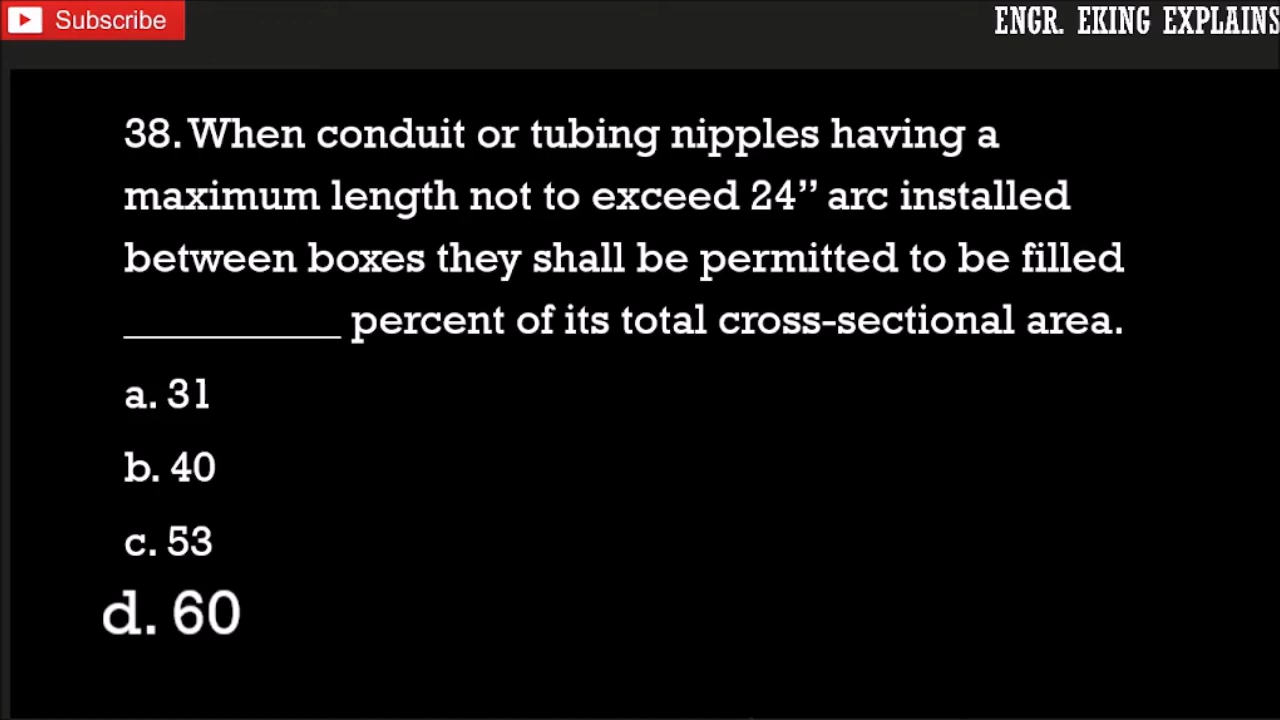 Subscribe
ENGR. EKING EXPLAINS
38. When conduit or tubing nipples having a
maximum length not to exceed 24” arc installed
between boxes they shall be permitted to be filled
__________ percent of its total cross-sectional area.
a. 31
b. 40
c. 53
d. 60